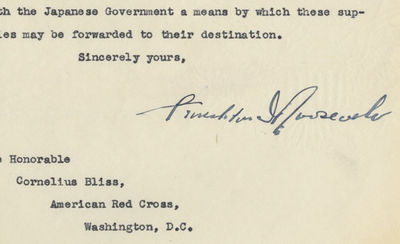 th the Japanese Government a means by which these sup-
ies may be forwarded to their destination.
Sincerely yours,
Franklin D Roosevelt
e Honorable
Cornelius Bliss,
American Red Cross,
Washington, D.C.